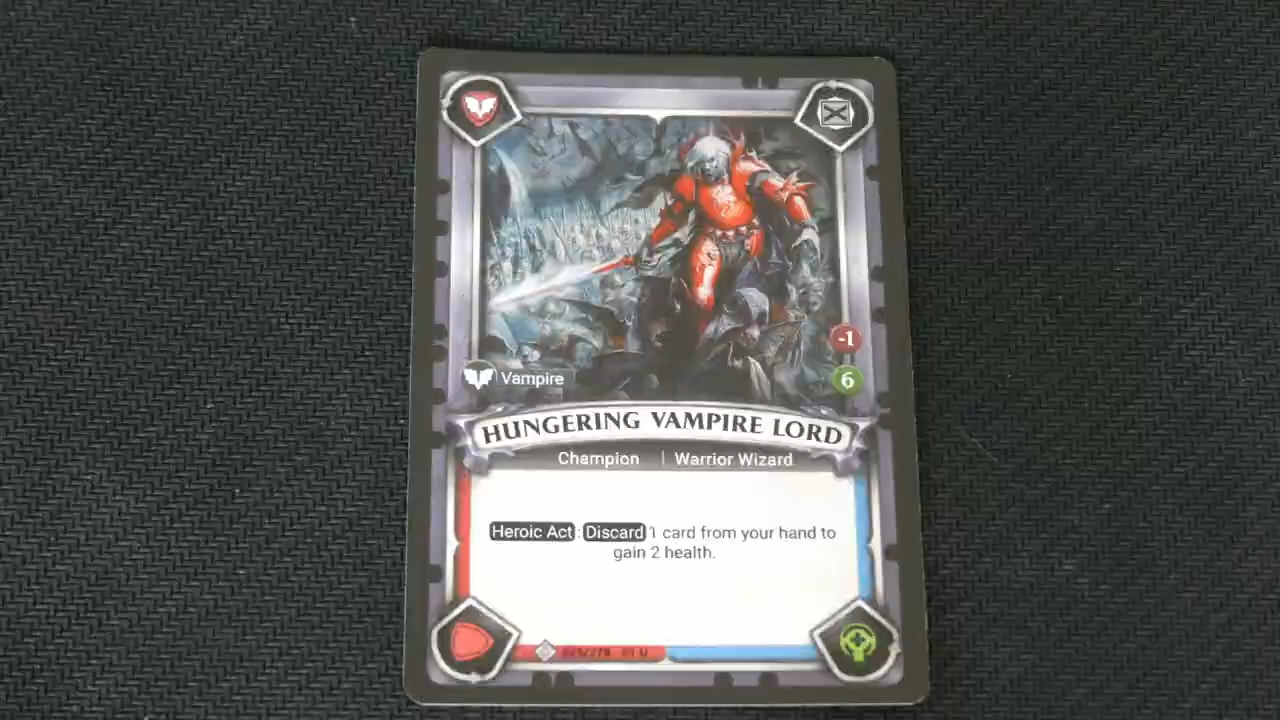 -1
6
Vampire
HUNGERING VAMPIRE LORD
Champion | Warrior Wizard
Heroic Act : Discard 1 card from your hand to
gain 2 health.